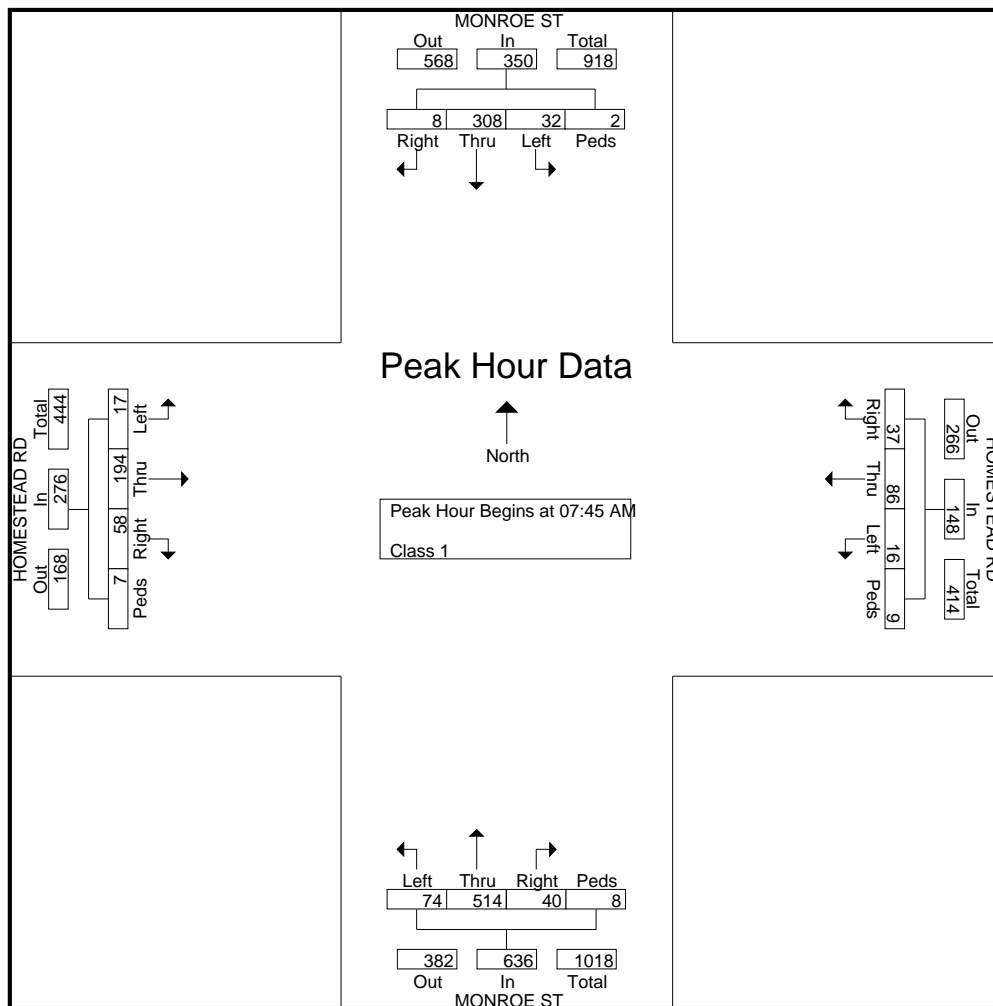 MONROE ST
Out In Total
568 350 918
8 308 32 2
Right Thru Left Peds
Peak Hour Data
North
Peak Hour Begins at 07:45 AM
Class 1
HOMESTEAD RD
Out In Total
168 276 444
7 58 194 17
Peds Right Thru Left
HOMESTEAD RD
Out In Total
266 148 414
37 86 16 9
Right Thru Left Peds
Left Thru Right Peds
74 514 40 8
382 636 1018
Out In Total
MONROE ST